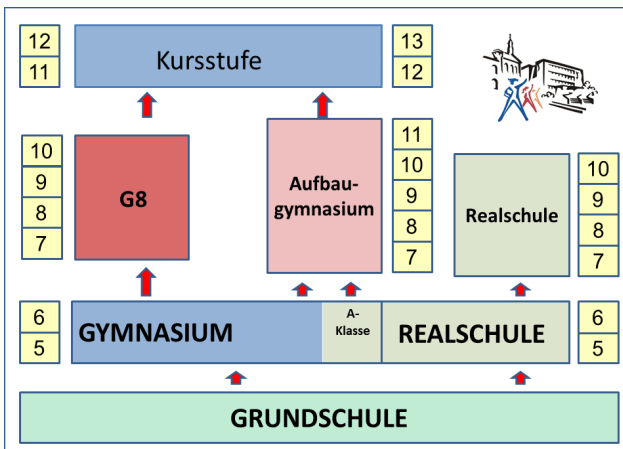 12
11
Kursstufe
13
12
10
9
8
7
G8
Aufbau-
gymnasium
11
10
9
8
7
Realschule
10
9
8
7
6
5
GYMNASIUM
A-
Klasse
REALSCHULE
6
5
GRUNDSCHULE